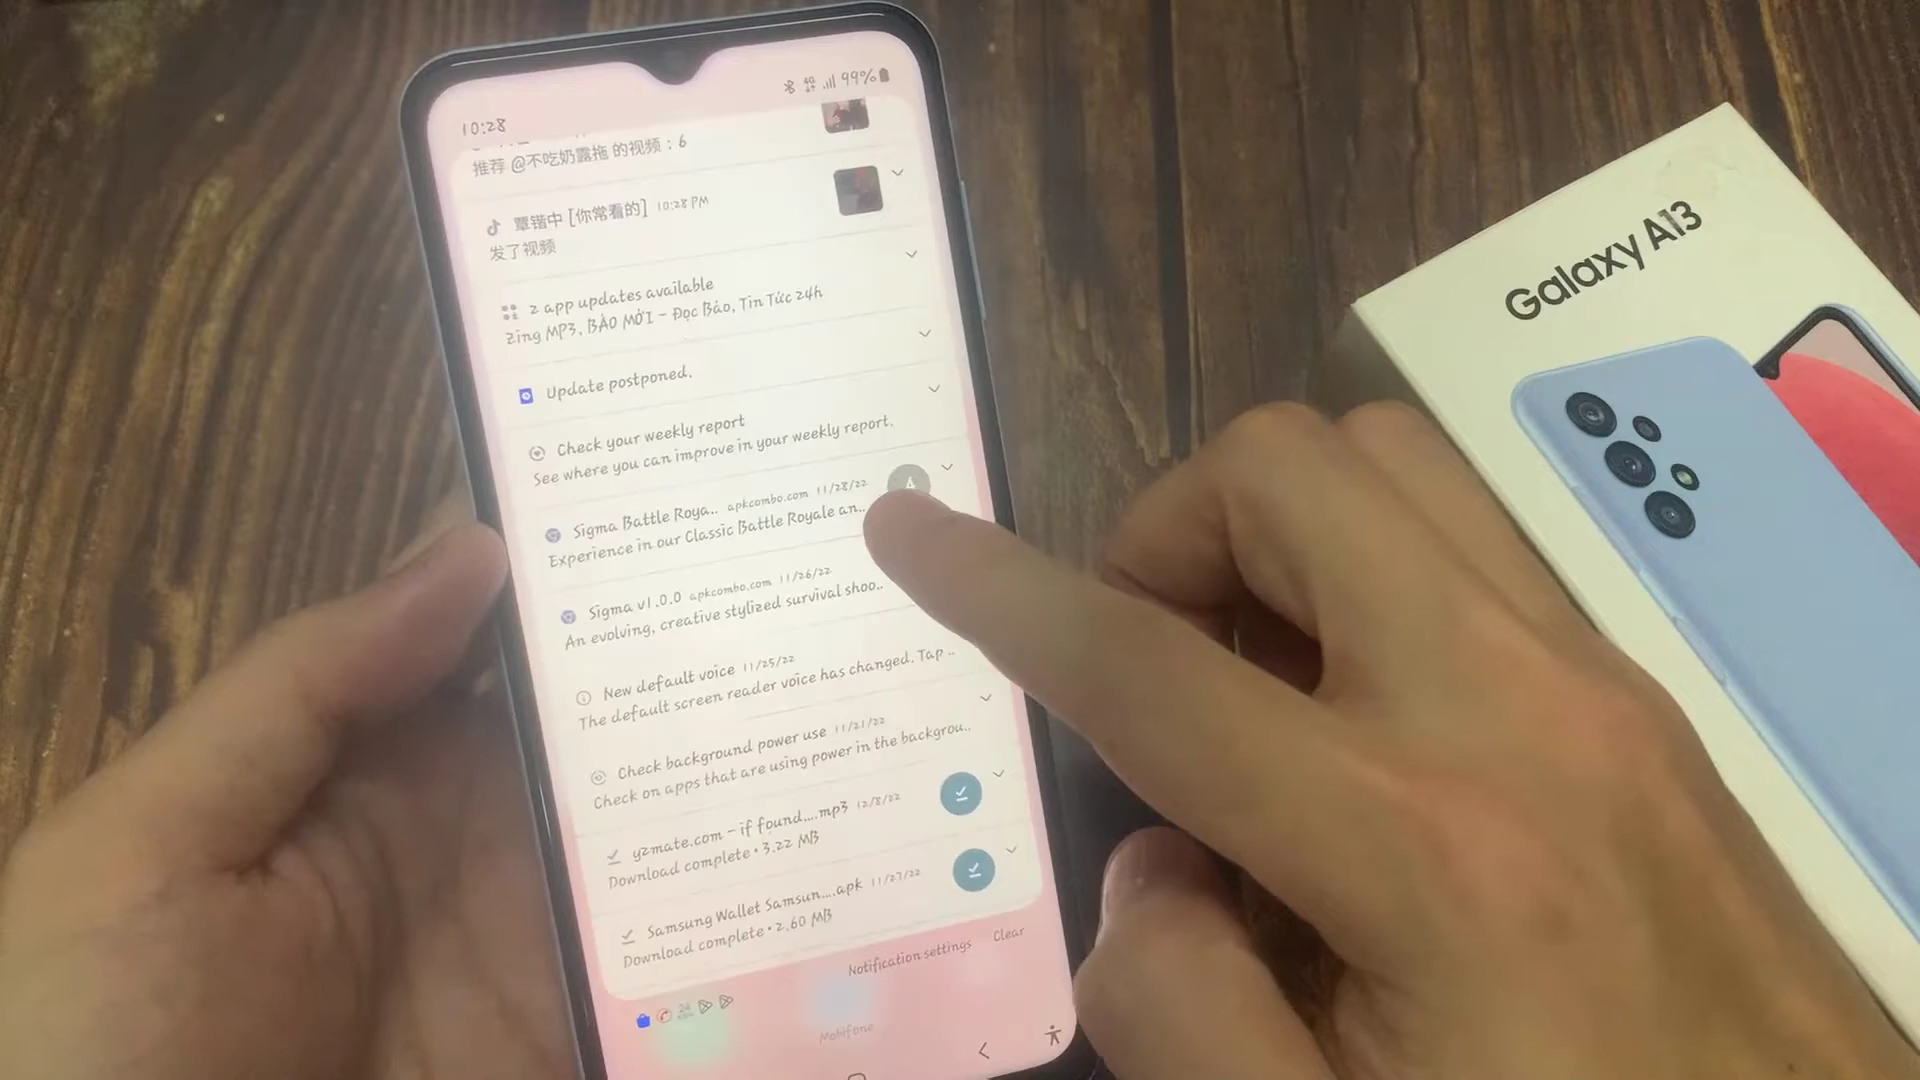 10:28
99%
推荐 @不吃奶露拖 的视频：6
覃锴中 [你常看的] 10:28 PM
发了视频
2 app updates available
Zing MP3, BÁO MỚI - Đọc Báo, Tin Tức 24h
Update postponed.
Check your weekly report
See where you can improve in your weekly report.
Sigma Battle Roya.. apkcombo.com 11/28/22
Experience in our Classic Battle Royale an..
Sigma v1.0.0 apkcombo.com 11/26/22
An evolving, creative stylized survival shoo..
New default voice 11/25/22
The default screen reader voice has changed. Tap ..
Check background power use 11/21/22
Check on apps that are using power in the backgrou..
y2mate.com - if found....mp3 12/8/22
Download complete • 3.22 MB
Samsung Wallet Samsun....apk 11/27/22
Download complete • 2.60 MB
Notification settings
Clear
Mobifone
Galaxy A13